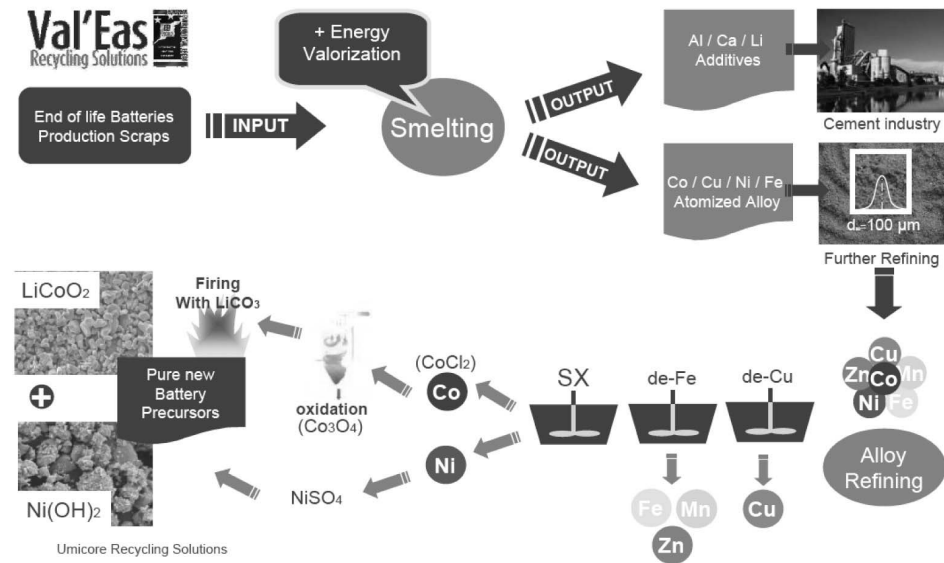 Val'Eas
Recycling Solutions
+ Energy
Valorization
End of life Batteries
Production Scraps
INPUT
Smelting
OUTPUT
OUTPUT
Al / Ca / Li
Additives
Cement industry
Co / Cu / Ni / Fe
Atomized Alloy
=100 µm
Further Refining
LiCoO₂
Firing
With LiCO₃
Pure new
Battery
Precursors
Ni(OH)₂
oxidation
(Co₃O₄)
(CoCl₂)
Co
Ni
NiSO₄
SX
de-Fe
de-Cu
Fe
Mn
Zn
Cu
Cu
Zn
Co
Mn
Ni
Fe
Alloy
Refining
Umicore Recycling Solutions